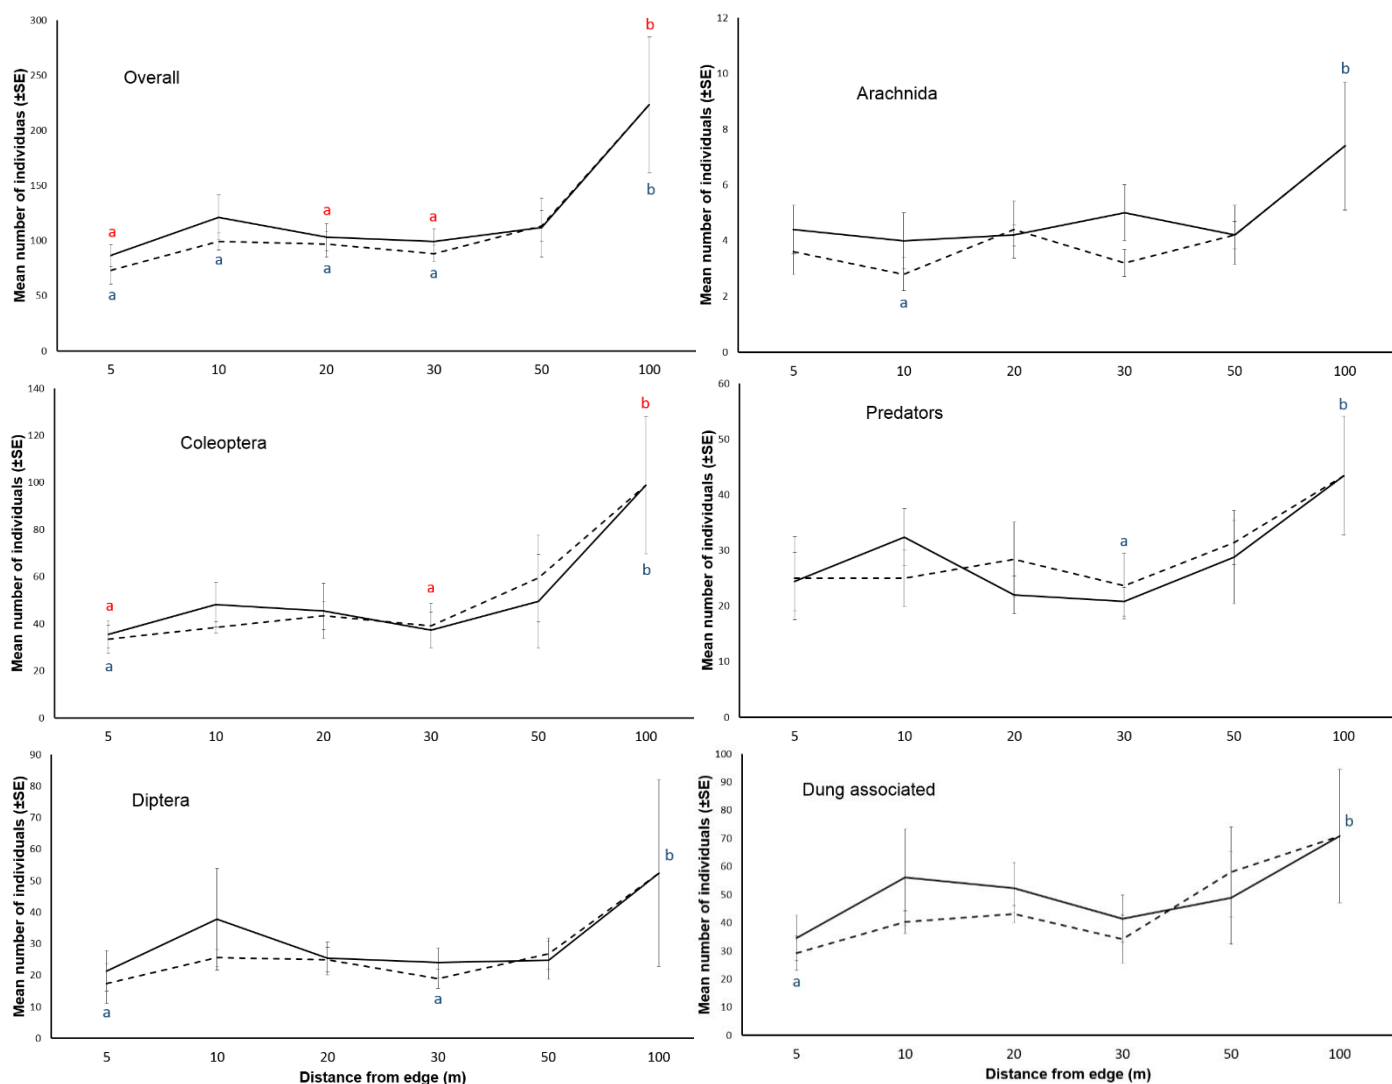 Mean number of individuas (±SE)
300
250
200
150
100
50
0
Overall
a
a
a
b
a
a
a
a
b
5
10
20
30
50
100
Mean number of individuals (±SE)
12
10
8
6
4
2
0
Arachnida
b
a
5
10
20
30
50
100
Mean number of individuals (±SE)
140
120
100
80
60
40
20
0
Coleoptera
a
a
b
a
b
5
10
20
30
50
100
Mean number of individuals (±SE)
60
50
40
30
20
10
0
Predators
a
b
5
10
20
30
50
100
Mean number of individuals (±SE)
90
80
70
60
50
40
30
20
10
0
Diptera
a
a
b
5
10
20
30
50
100
Distance from edge (m)
Mean number of individuals (±SE)
100
90
80
70
60
50
40
30
20
10
0
Dung associated
a
b
5
10
20
30
50
100
Distance from edge (m)